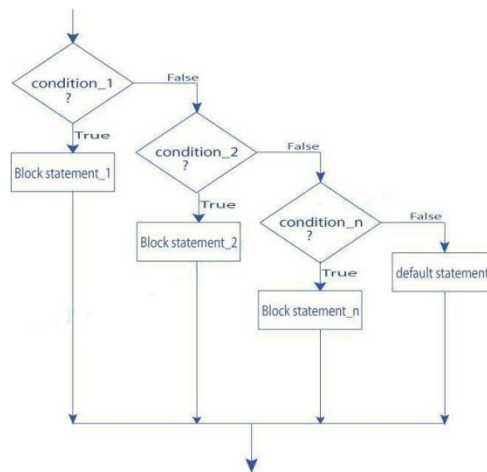 condition_1
?
False
True
Block statement_1
condition_2
?
False
True
Block statement_2
condition_n
?
False
True
Block statement_n
default statement